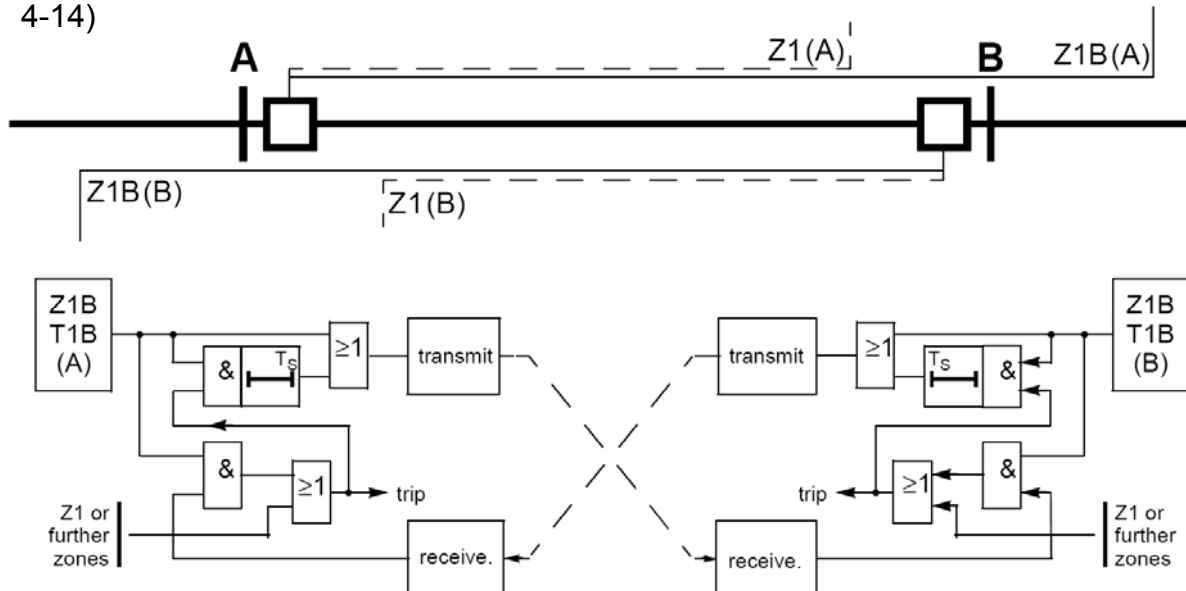 4-14)
A
Z1(A)
B
Z1B(A)
Z1B(B)
Z1(B)
Z1B
T1B
(A)
&
TS
≥1
transmit
transmit
≥1
TS
&
Z1B
T1B
(B)
&
≥1
trip
trip
≥1
&
Z1 or
further
zones
receive.
receive.
Z1 or
further
zones